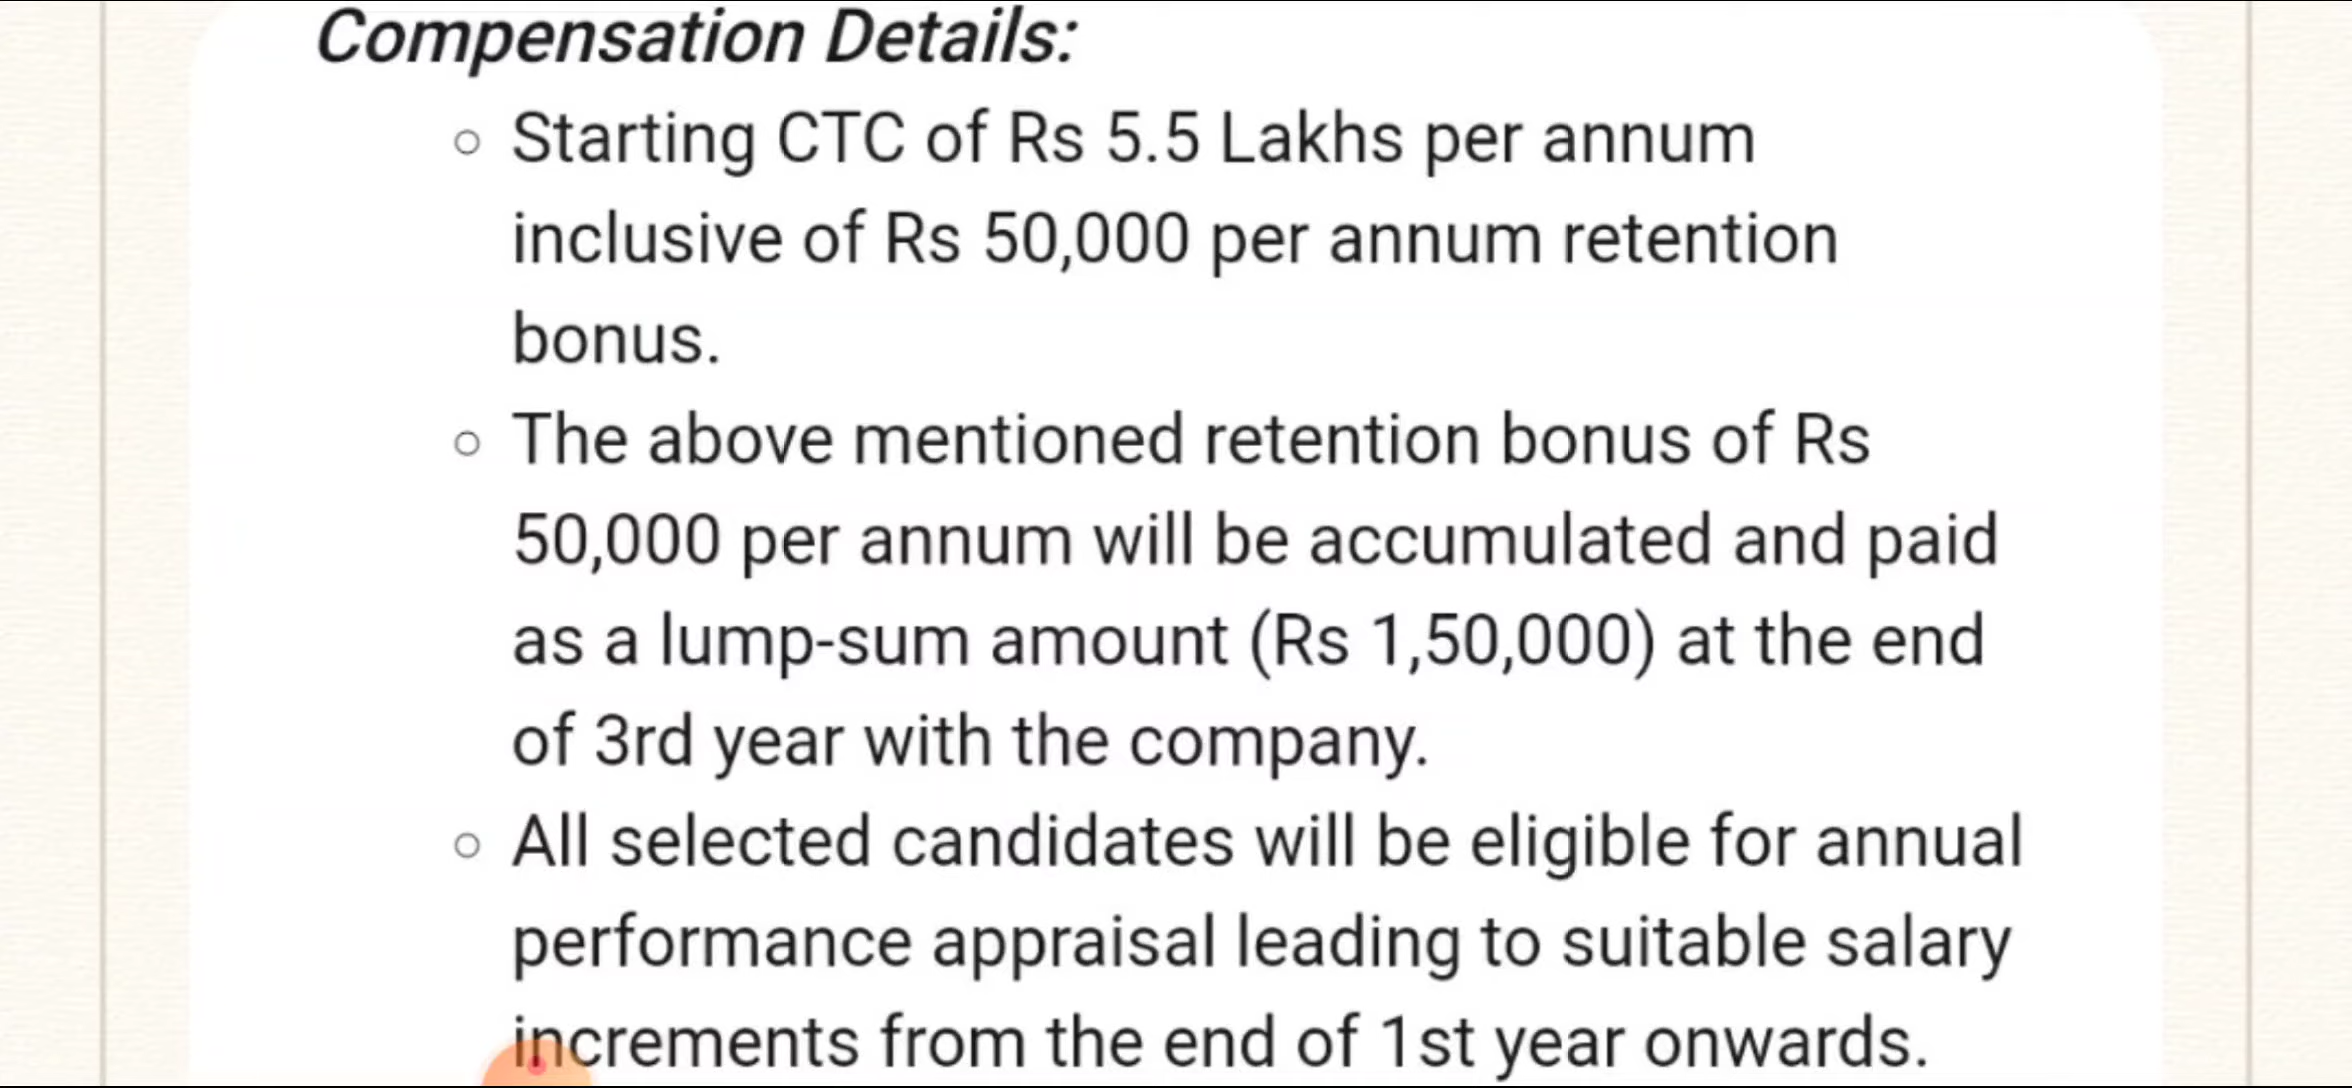 Compensation Details:
Starting CTC of Rs 5.5 Lakhs per annum
inclusive of Rs 50,000 per annum retention
bonus.
The above mentioned retention bonus of Rs
50,000 per annum will be accumulated and paid
as a lump-sum amount (Rs 1,50,000) at the end
of 3rd year with the company.
All selected candidates will be eligible for annual
performance appraisal leading to suitable salary
increments from the end of 1st year onwards.